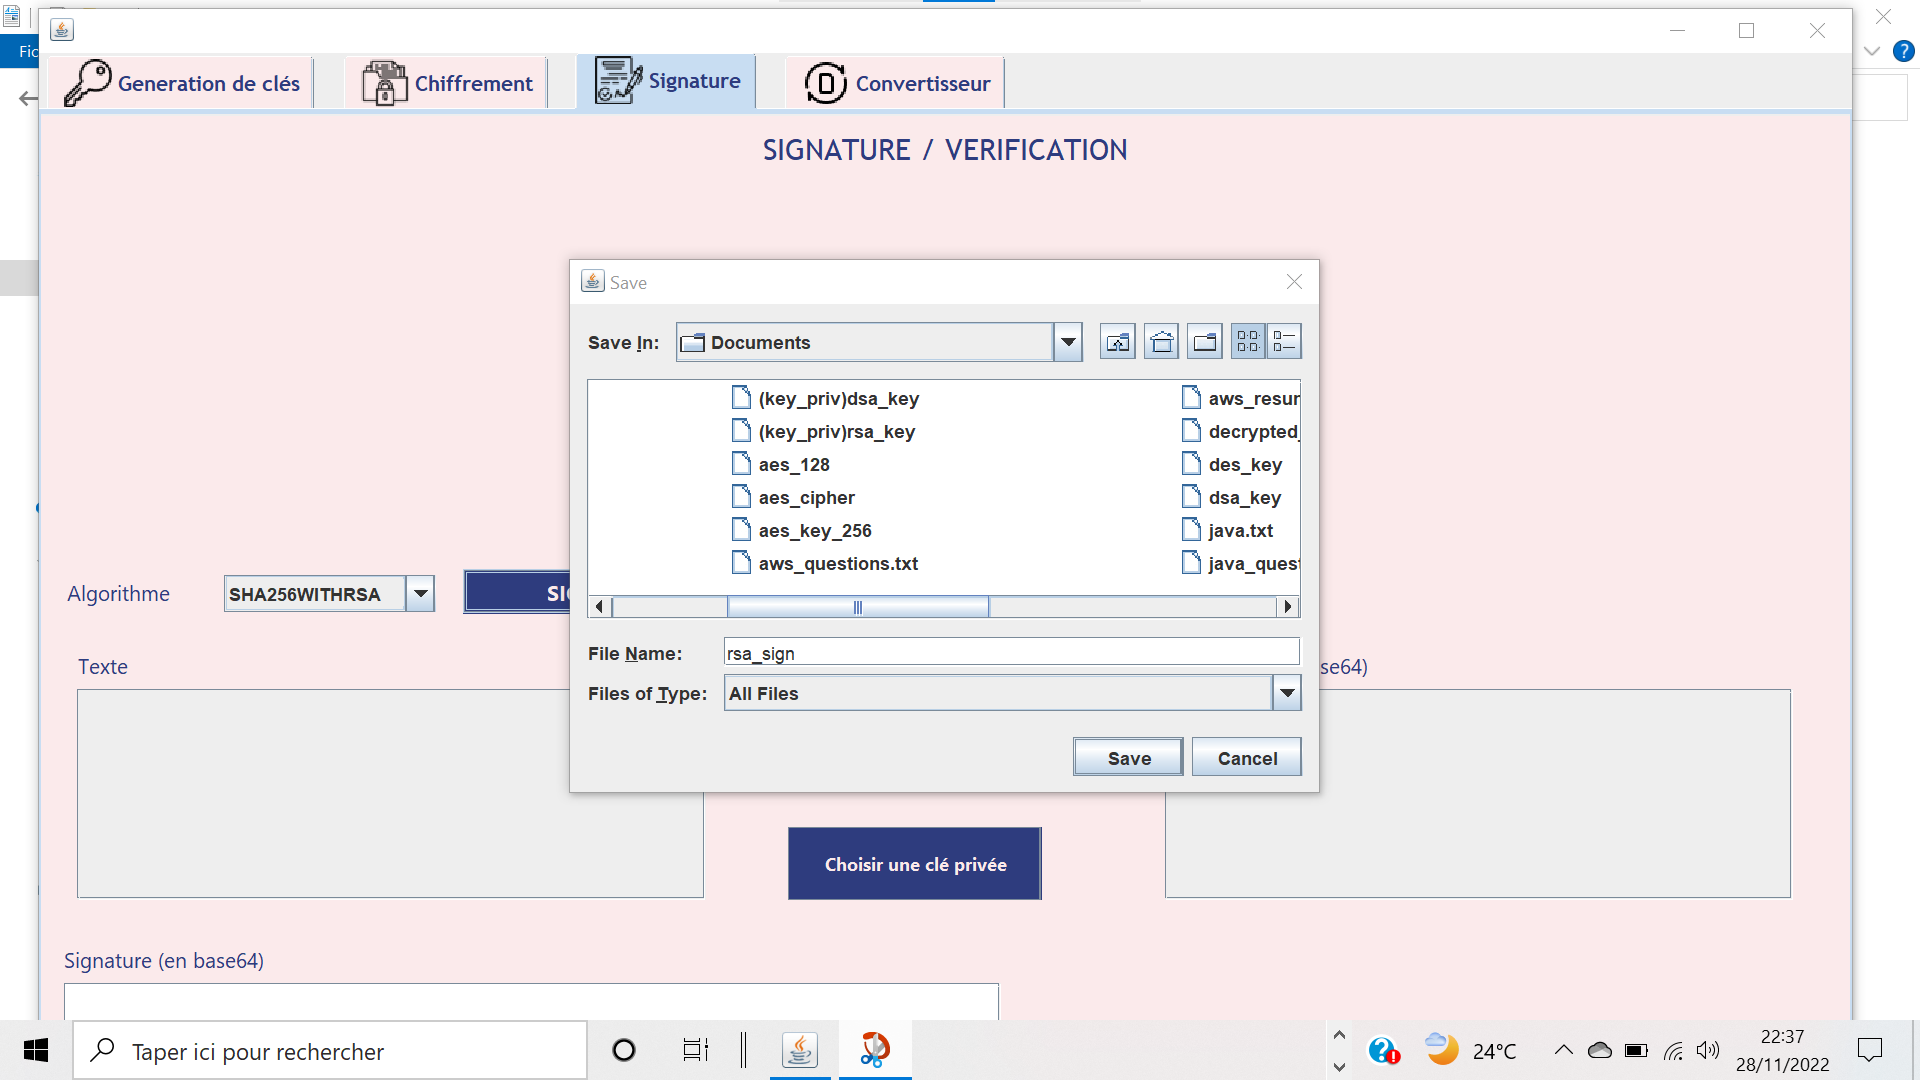 Fic
Generation de clés
Chiffrement
Signature
Convertisseur
SIGNATURE / VERIFICATION
Save
Save In:
Documents
(key_priv)dsa_key
(key_priv)rsa_key
aes_128
aes_cipher
aes_key_256
aws_questions.txt
aws_resur
decrypted_
des_key
dsa_key
java.txt
java_quest
Algorithme
SHA256WITHRSA
SIG
File Name:
rsa_sign
Files of Type:
All Files
Save
Cancel
Texte
se64)
Choisir une clé privée
Signature (en base64)
Taper ici pour rechercher
24°C
22:37
28/11/2022